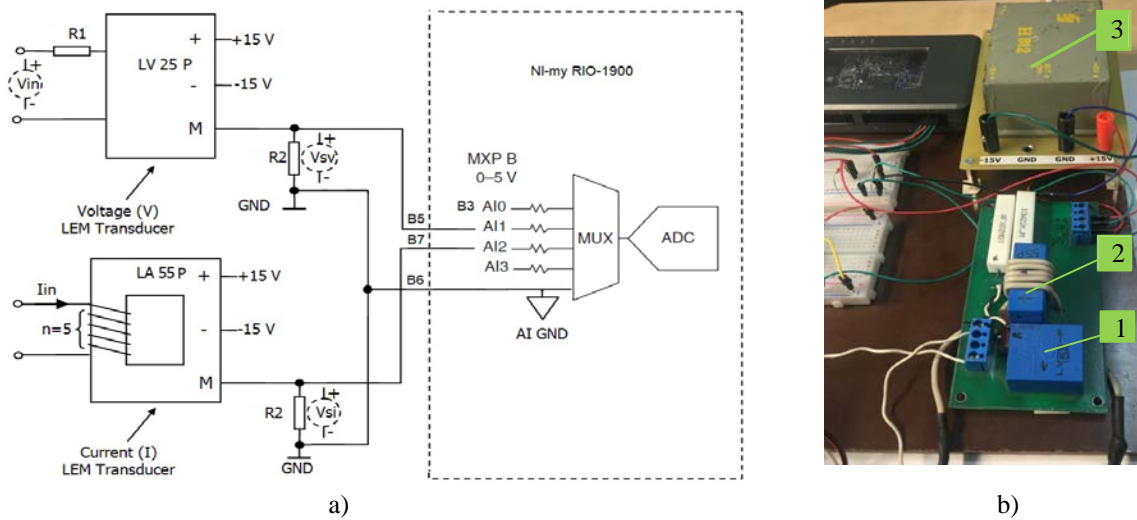 R1
+
+15 V
Vin
+
-
LV 25 P
-
-15 V
M
R2
Vsv
+
-
GND
Voltage (V)
LEM Transducer
NI-my RIO-1900
MXP B
0–5 V
B3 AI0
B5 AI1
B7 AI2
AI3
B6
MUX
ADC
AI GND
LA 55 P
+
+15 V
Iin
n=5
-
-15 V
M
R2
Vsi
+
-
GND
Current (I)
LEM Transducer
a)
3
-15V GND GND +15V
2
1
b)